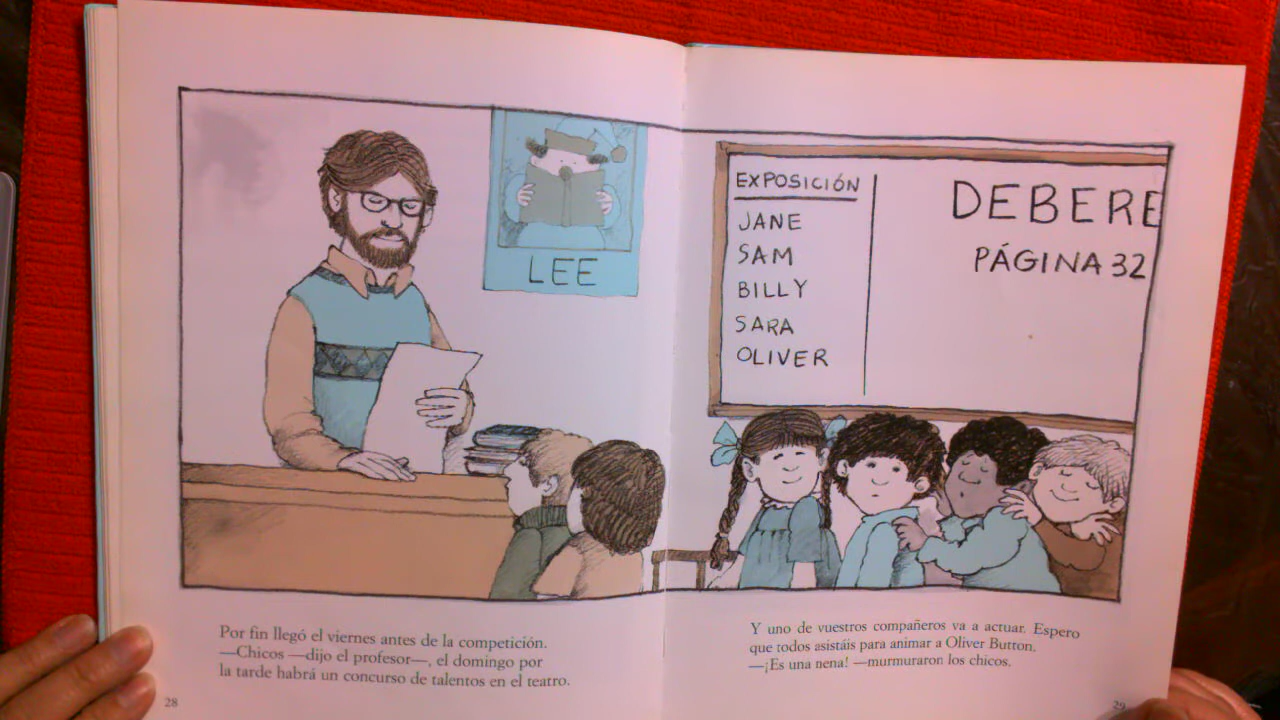 LEE
Por fin llegó el viernes antes de la competición.
—Chicos —dijo el profesor—, el domingo por
la tarde habrá un concurso de talentos en el teatro.
28
EXPOSICIÓN
JANE
SAM
BILLY
SARA
OLIVER
DEBERE
PÁGINA 32
Y uno de vuestros compañeros va a actuar. Espero
que todos asistáis para animar a Oliver Button.
—¡Es una nena! —murmuraron los chicos.
29